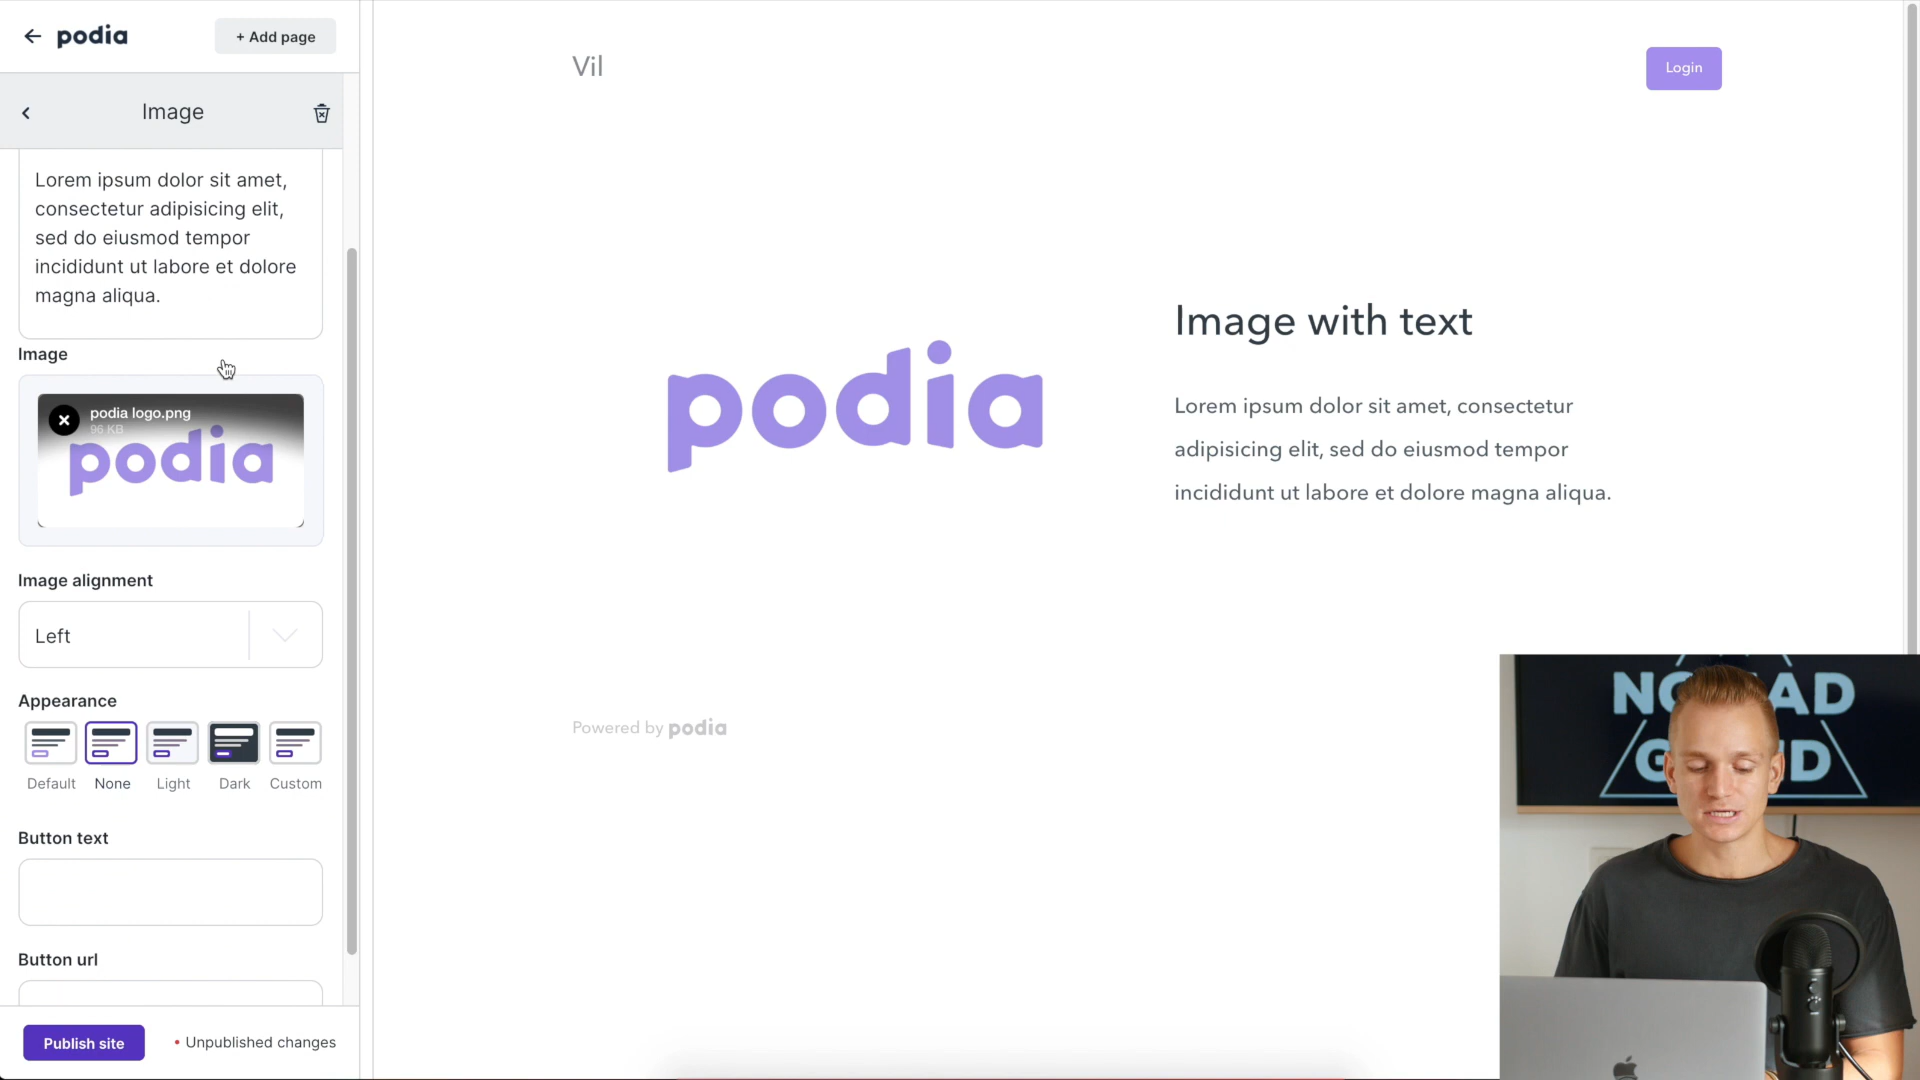 podia
+ Add page
Image
Lorem ipsum dolor sit amet,
consectetur adipisicing elit,
sed do eiusmod tempor
incididunt ut labore et dolore
magna aliqua.
Image
podia logo.png
96 KB
podia
Image alignment
Left
Appearance
Default
None
Light
Dark
Custom
Button text
Button url
Publish site
Unpublished changes
Vil
Login
podia
Image with text
Lorem ipsum dolor sit amet, consectetur
adipisicing elit, sed do eiusmod tempor
incididunt ut labore et dolore magna aliqua.
Powered by podia